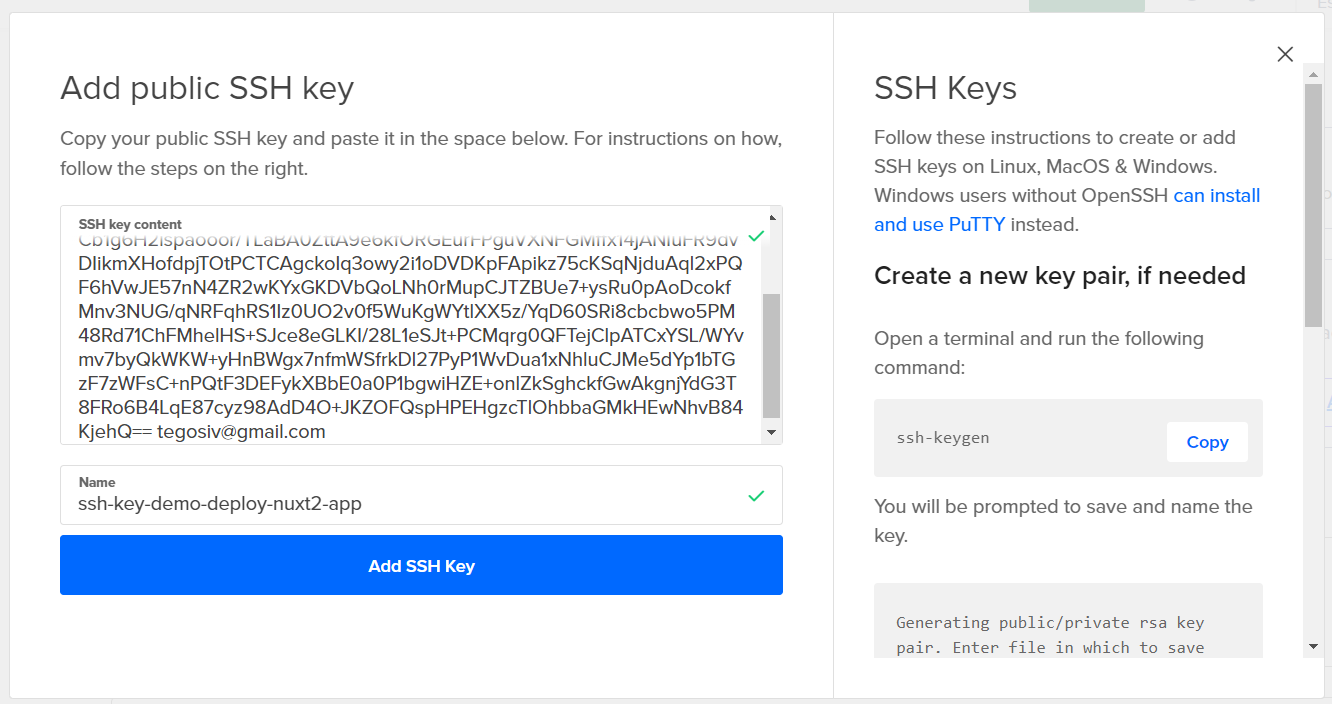 Add public SSH key
Copy your public SSH key and paste it in the space below. For instructions on how,
follow the steps on the right.
SSH key content
DIikmXHofdpjTOtPCTCAgckoIq3owy2i1oDVDKpFApikz75cKSqNjduAqI2xPQ
F6hVwJE57nN4ZR2wKYxGKDVbQoLNh0rMupCJTZBUe7+ysRu0pAoDcokf
Mnv3NUG/qNRFqhRS1Iz0UO2v0f5WuKgWYtIXX5z/YqD60SRi8cbcbwo5PM
48Rd71ChFMhelHS+SJce8eGLKI/28L1eSJt+PCMqrg0QFTejClpATCxYSL/WYv
mv7byQkWKW+yHnBWgx7nfmWSfrkDI27PyP1WvDua1xNhluCJMe5dYp1bTG
zF7zWFsC+nPQtF3DEFykXBbE0a0P1bgwiHZE+onlZkSghckfGwAkgnjYdG3T
8FRo6B4LqE87cyz98AdD4O+JKZOFQspHPEHgzcTlOhbbaGMkHEwNhvB84
KjehQ== tegosiv@gmail.com
Name
ssh-key-demo-deploy-nuxt2-app
Add SSH Key
SSH Keys
Follow these instructions to create or add
SSH keys on Linux, MacOS & Windows.
Windows users without OpenSSH can install
and use PuTTY instead.
Create a new key pair, if needed
Open a terminal and run the following
command:
ssh-keygen
Copy
You will be prompted to save and name the
key.
Generating public/private rsa key
pair. Enter file in which to save